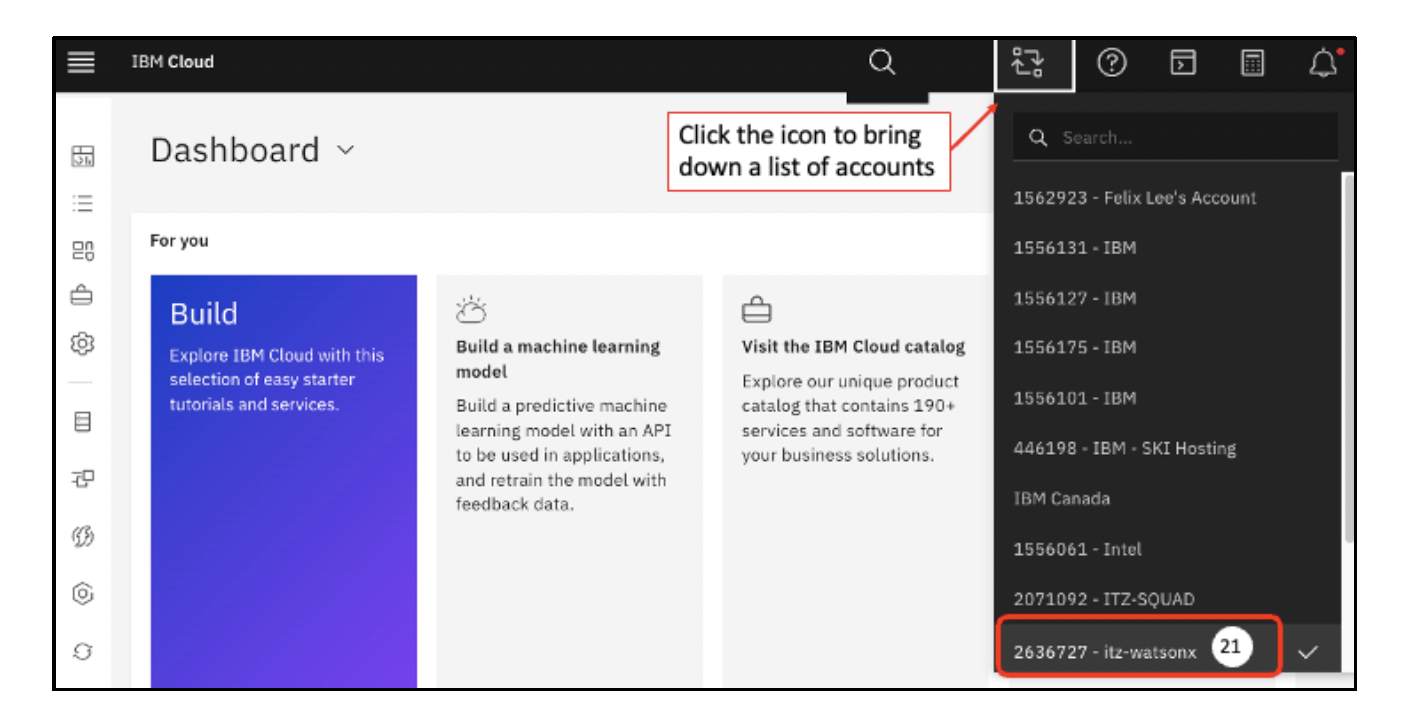 IBM Cloud
Click the icon to bring
down a list of accounts
Dashboard
For you
Build
Explore IBM Cloud with this
selection of easy starter
tutorials and services.
Build a machine learning
model
Build a predictive machine
learning model with an API
to be used in applications,
and retrain the model with
feedback data.
Visit the IBM Cloud catalog
Explore our unique product
catalog that contains 190+
services and software for
your business solutions.
Search...
1562923 - Felix Lee's Account
1556131 - IBM
1556127 - IBM
1556175 - IBM
1556101 - IBM
446198 - IBM - SKI Hosting
IBM Canada
1556061 - Intel
2071092 - ITZ-SQUAD
2636727 - itz-watsonx 21